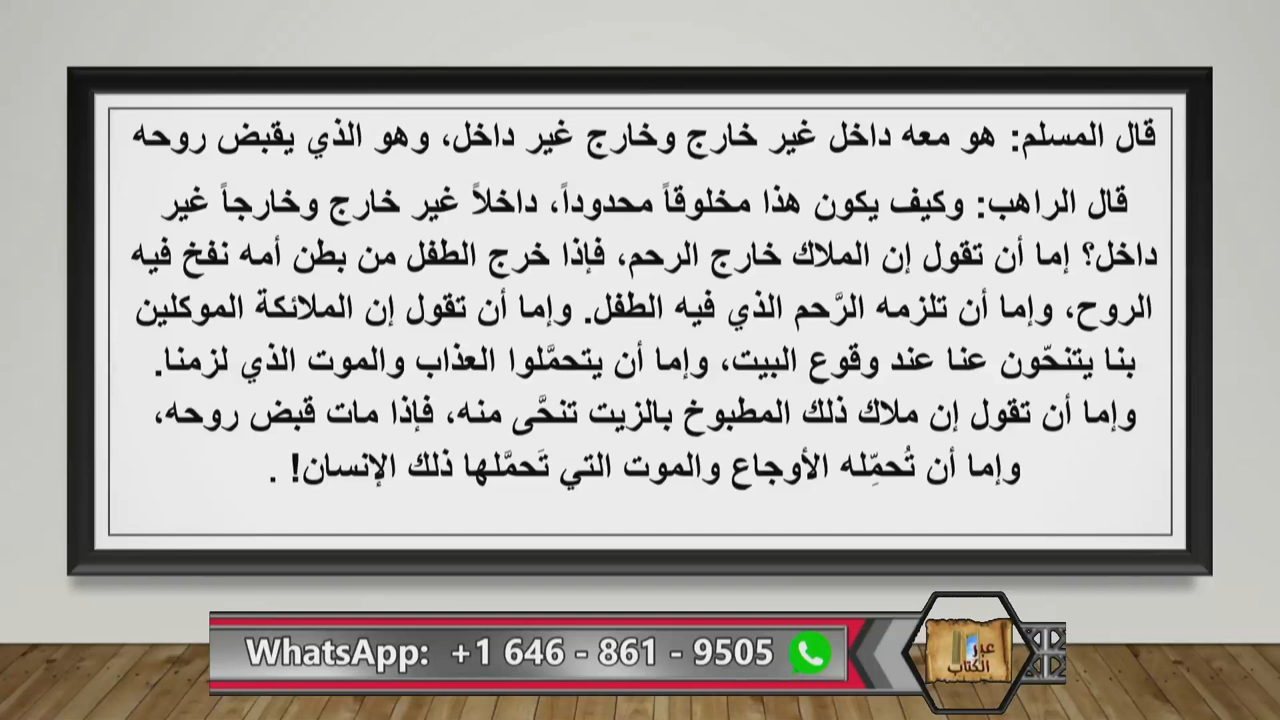 قال المسلم: هو معه داخل غير خارج وخارج غير داخل، وهو الذي يقبض روحه
قال الراهب: وكيف يكون هذا مخلوقاً محدوداً، داخلاً غير خارج وخارجاً غير
داخل؟ إما أن تقول إن الملاك خارج الرحم، فإذا خرج الطفل من بطن أمه نفخ فيه
الروح، وإما أن تلزمه الرَّحم الذي فيه الطفل. وإما أن تقول إن الملائكة الموكلين
بنا يتنحّون عنا عند وقوع البيت، وإما أن يتحمَّلوا العذاب والموت الذي لزمنا.
وإما أن تقول إن ملاك ذلك المطبوخ بالزيت تنحَّى منه، فإذا مات قبض روحه،
وإما أن تُحمِّله الأوجاع والموت التي تَحمَّلها ذلك الإنسان! .
WhatsApp: +1 646 - 861 - 9505
عبر
الكتاب